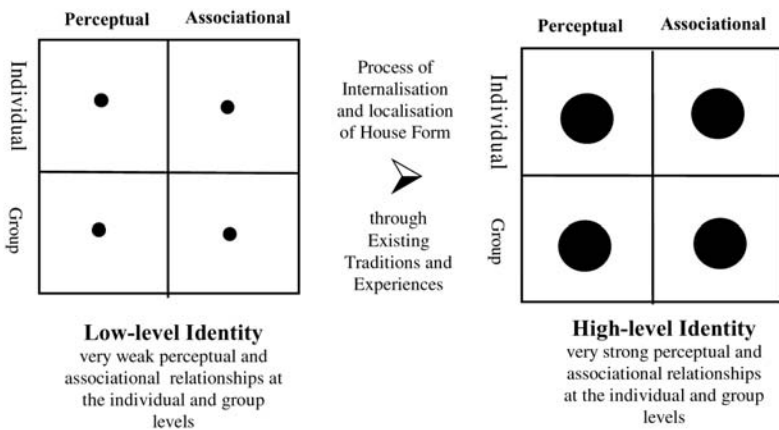 Perceptual Associational
Individual
Group
Low-level Identity
very weak perceptual and
associational relationships at
the individual and group
levels
Process of
Internalisation
and localisation
of House Form
through
Existing
Traditions and
Experiences
Perceptual Associational
Individual
Group
High-level Identity
very strong perceptual and
associational relationships
at the individual and group
levels